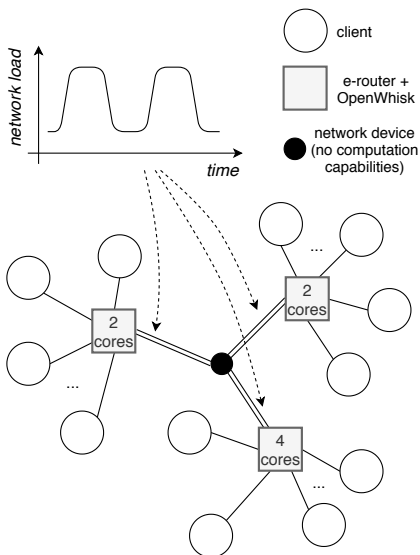 network load
time
client
e-router +
OpenWhisk
network device
(no computation
capabilities)
...
2
cores
2
cores
...
4
cores
...